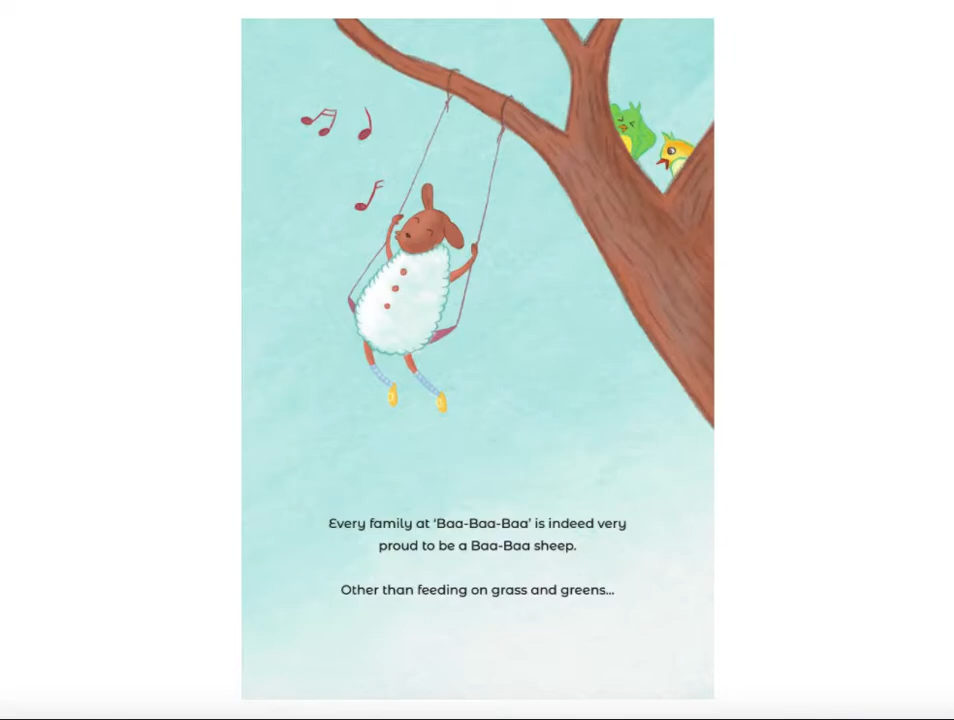 Every family at ‘Baa-Baa-Baa’ is indeed very
proud to be a Baa-Baa sheep.
Other than feeding on grass and greens...